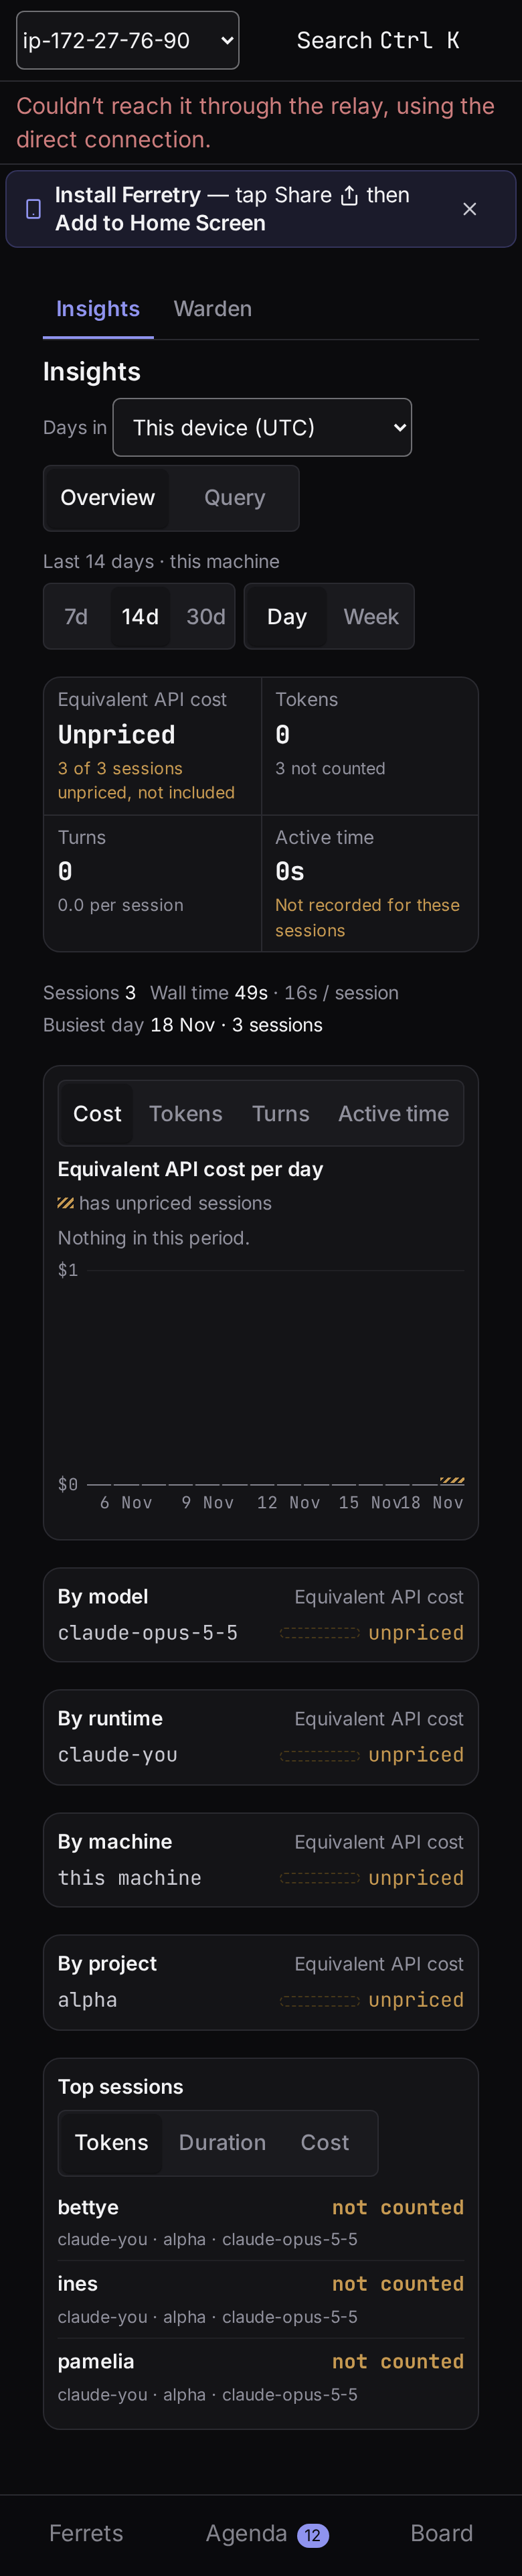 ip-172-27-76-90
Search Ctrl K
Couldn't reach it through the relay, using the
direct connection.
Install Ferretry — tap Share then
Add to Home Screen
Insights Warden
Insights
Days in This device (UTC)
Overview Query
Last 14 days · this machine
7d 14d 30d Day Week
Equivalent API cost
Unpriced
3 of 3 sessions
unpriced, not included
Tokens
0
3 not counted
Turns
0
0.0 per session
Active time
0s
Not recorded for these
sessions
Sessions 3 Wall time 49s · 16s / session
Busiest day 18 Nov · 3 sessions
Cost Tokens Turns Active time
Equivalent API cost per day
has unpriced sessions
Nothing in this period.
$1
$0
6 Nov 9 Nov 12 Nov 15 Nov 18 Nov
By model Equivalent API cost
claude-opus-5-5 unpriced
By runtime Equivalent API cost
claude-you unpriced
By machine Equivalent API cost
this machine unpriced
By project Equivalent API cost
alpha unpriced
Top sessions
Tokens Duration Cost
bettye not counted
claude-you · alpha · claude-opus-5-5
ines not counted
claude-you · alpha · claude-opus-5-5
pamelia not counted
claude-you · alpha · claude-opus-5-5
Ferrets Agenda 12 Board